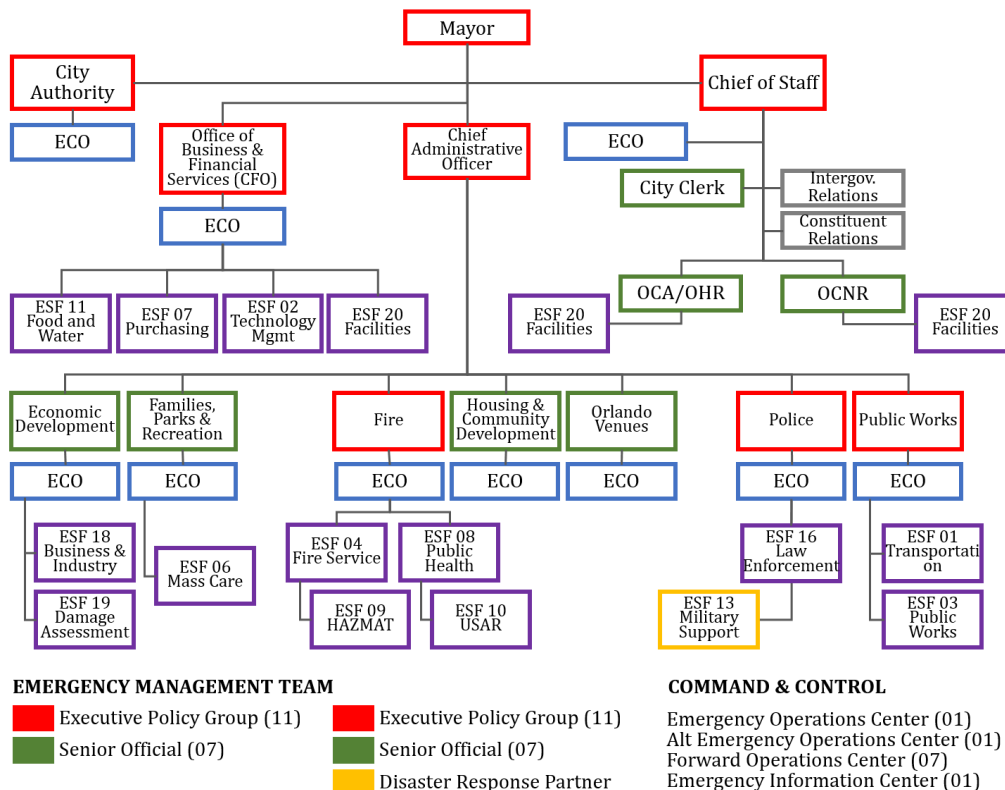 Mayor
City
Authority
Chief of Staff
ECO
Office of
Business &
Financial
Services (CFO)
Chief
Administrative
Officer
ECO
City Clerk
Intergov.
Relations
ECO
Constituent
Relations
OCA/OHR
OCNR
ESF 11
Food and
Water
ESF 07
Purchasing
ESF 02
Technology
Mgmt
ESF 20
Facilities
ESF 20
Facilities
ESF 20
Facilities
Economic
Development
Families,
Parks &
Recreation
Fire
Housing &
Community
Development
Orlando
Venues
Police
Public Works
ECO
ECO
ECO
ECO
ECO
ECO
ECO
ESF 18
Business &
Industry
ESF 06
Mass Care
ESF 04
Fire Service
ESF 08
Public
Health
ESF 16
Law
Enforcement
ESF 01
Transportati
on
ESF 19
Damage
Assessment
ESF 09
HAZMAT
ESF 10
USAR
ESF 13
Military
Support
ESF 03
Public
Works
EMERGENCY MANAGEMENT TEAM
Executive Policy Group (11)
Senior Official (07)
Executive Policy Group (11)
Senior Official (07)
Disaster Response Partner
COMMAND & CONTROL
Emergency Operations Center (01)
Alt Emergency Operations Center (01)
Forward Operations Center (07)
Emergency Information Center (01)